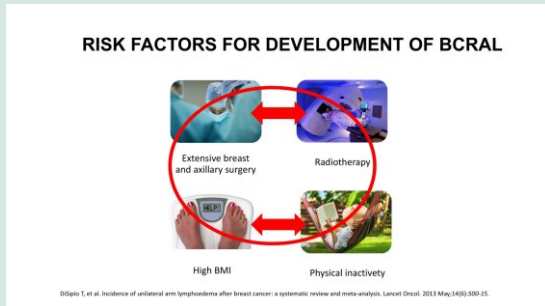 RISK FACTORS FOR DEVELOPMENT OF BCRAL
Extensive breast
and axillary surgery
Radiotherapy
HELP!
High BMI
Physical inactivety
DiSipio T, et al. Incidence of unilateral arm lymphoedema after breast cancer: a systematic review and meta-analysis. Lancet Oncol. 2013 May;14(6):500-15.